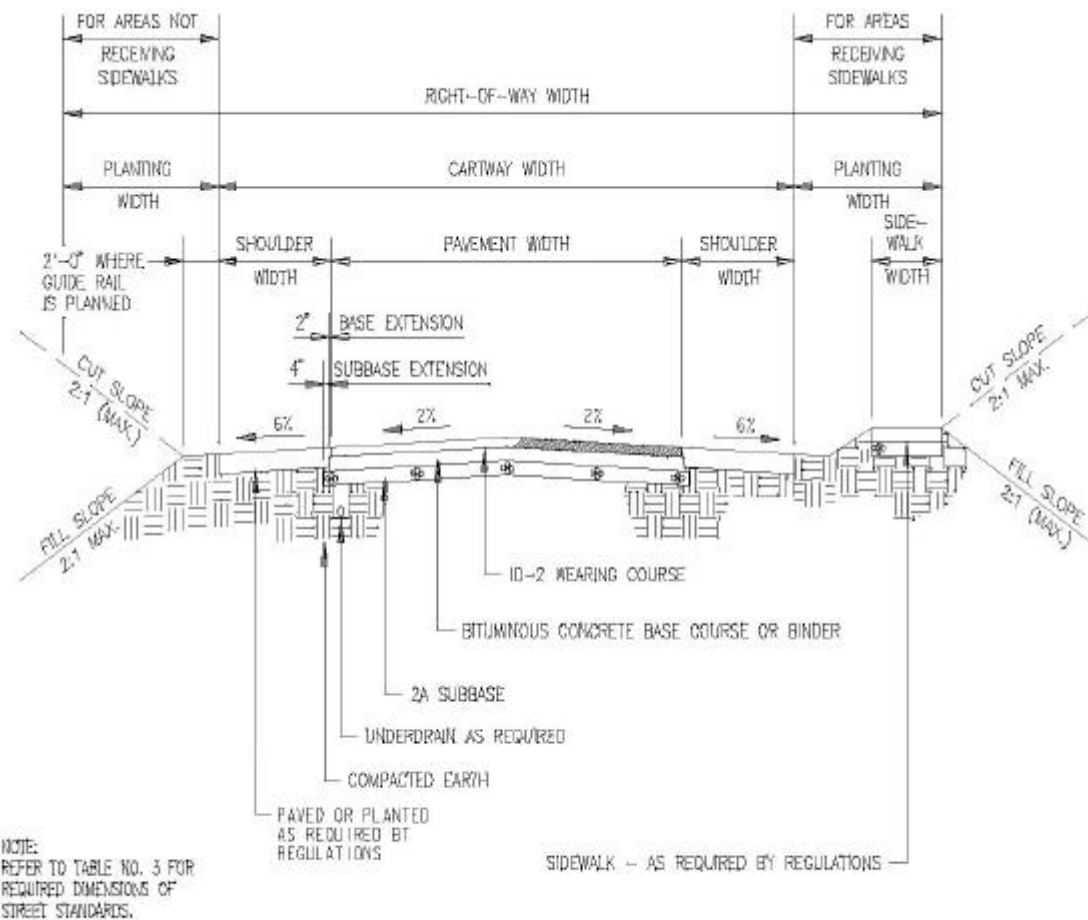 FOR AREAS NOT
RECEIVING
SIDEWALKS
FOR AREAS
RECEIVING
SIDEWALKS
RIGHT-OF-WAY WIDTH
PLANTING
WIDTH
CARTWAY WIDTH
PLANTING
WIDTH
SIDE-
WALK
WIDTH
2'-0" WHERE
GUIDE RAIL
IS PLANNED
SHOULDER
WIDTH
PAVEMENT WIDTH
SHOULDER
WIDTH
2" BASE EXTENSION
4" SUBBASE EXTENSION
CUT SLOPE
2:1 (MAX.)
CUT SLOPE
2:1 MAX.
6%
2%
2%
6%
FILL SLOPE
2:1 MAX.
FILL SLOPE
2:1 (MAX.)
ID-2 WEARING COURSE
BITUMINOUS CONCRETE BASE COURSE OR BINDER
2A SUBBASE
UNDERDRAIN AS REQUIRED
COMPACTED EARTH
PAVED OR PLANTED
AS REQUIRED BT
REGULATIONS
SIDEWALK - AS REQUIRED BY REGULATIONS
NOTE:
REFER TO TABLE NO. 3 FOR
REQUIRED DIMENSIONS OF
STREET STANDARDS.